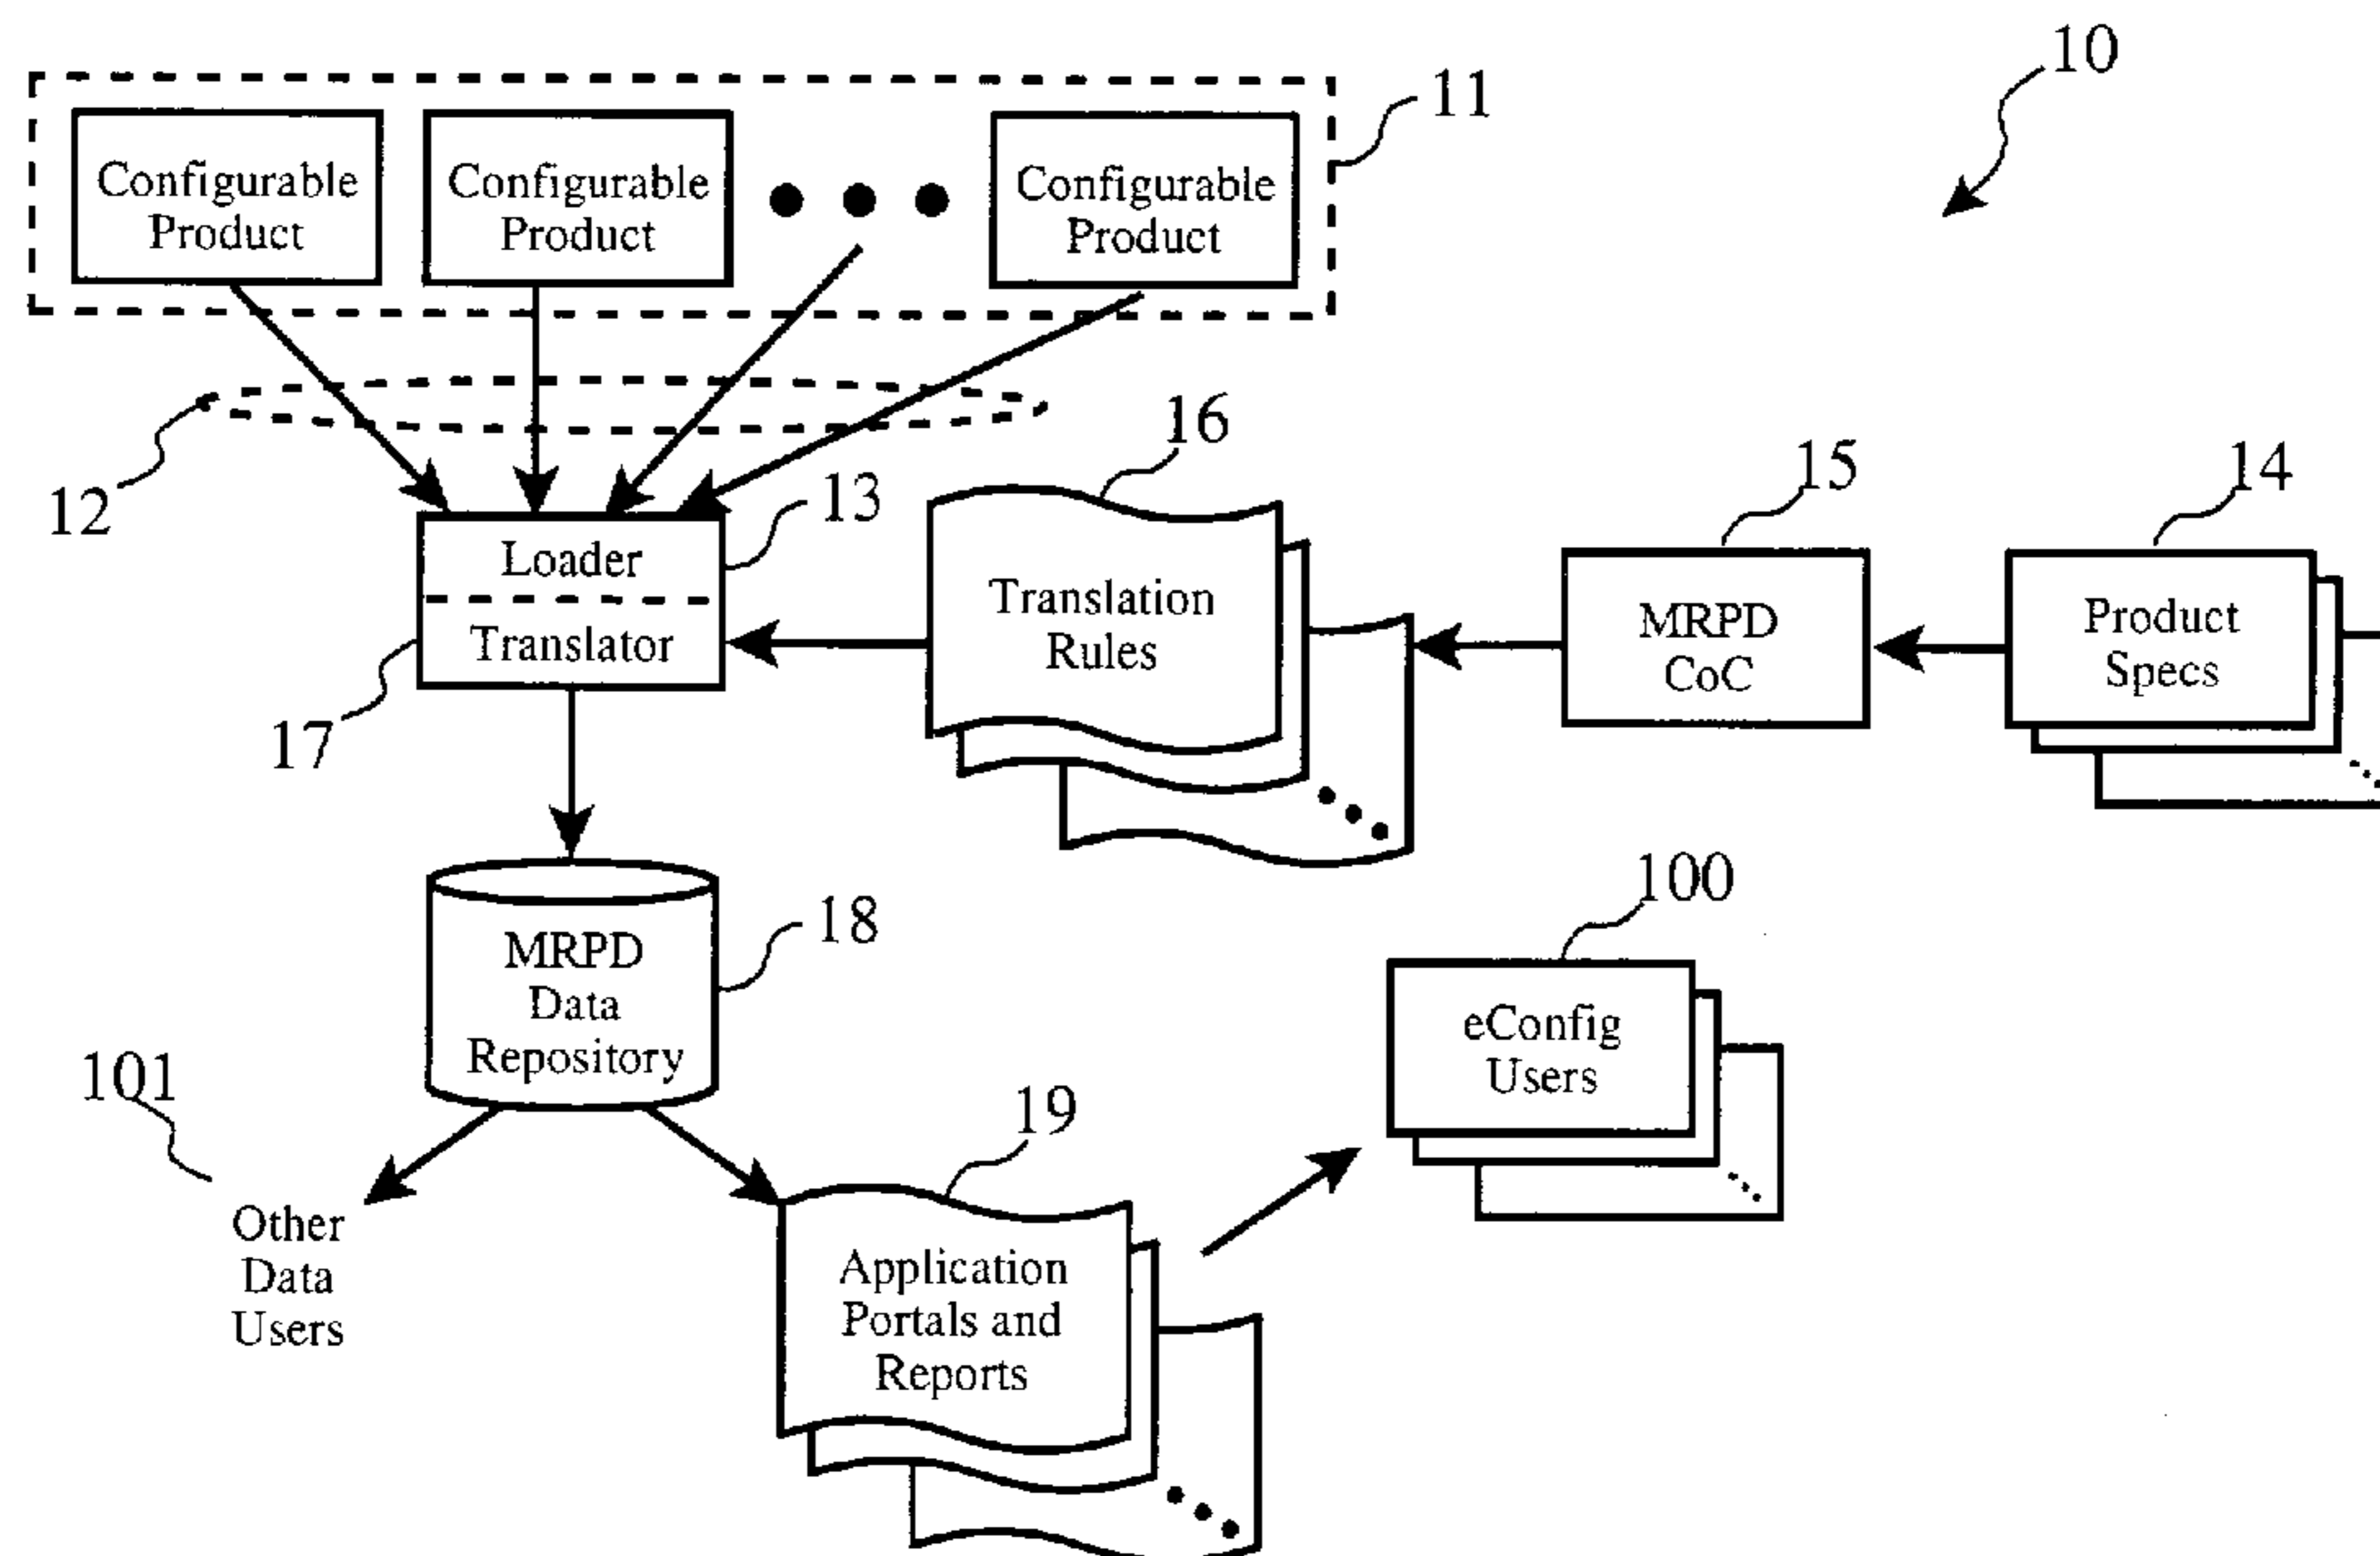 10
11
Configurable
Product
Configurable
Product
Configurable
Product
12
13
Loader
Translator
17
16
Translation
Rules
15
MRPD
CoC
14
Product
Specs
18
MRPD
Data
Repository
100
eConfig
Users
101
Other
Data
Users
19
Application
Portals and
Reports